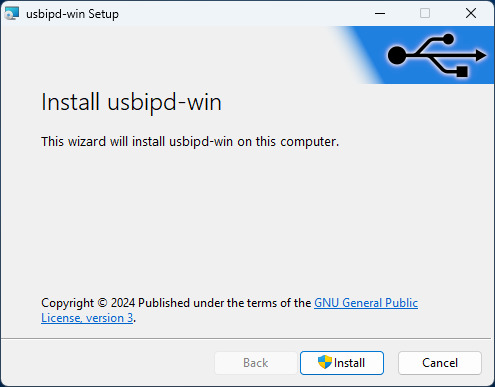 usbipd-win Setup
Install usbipd-win
This wizard will install usbipd-win on this computer.
Copyright © 2024 Published under the terms of the GNU General Public
License, version 3.
Back
Install
Cancel